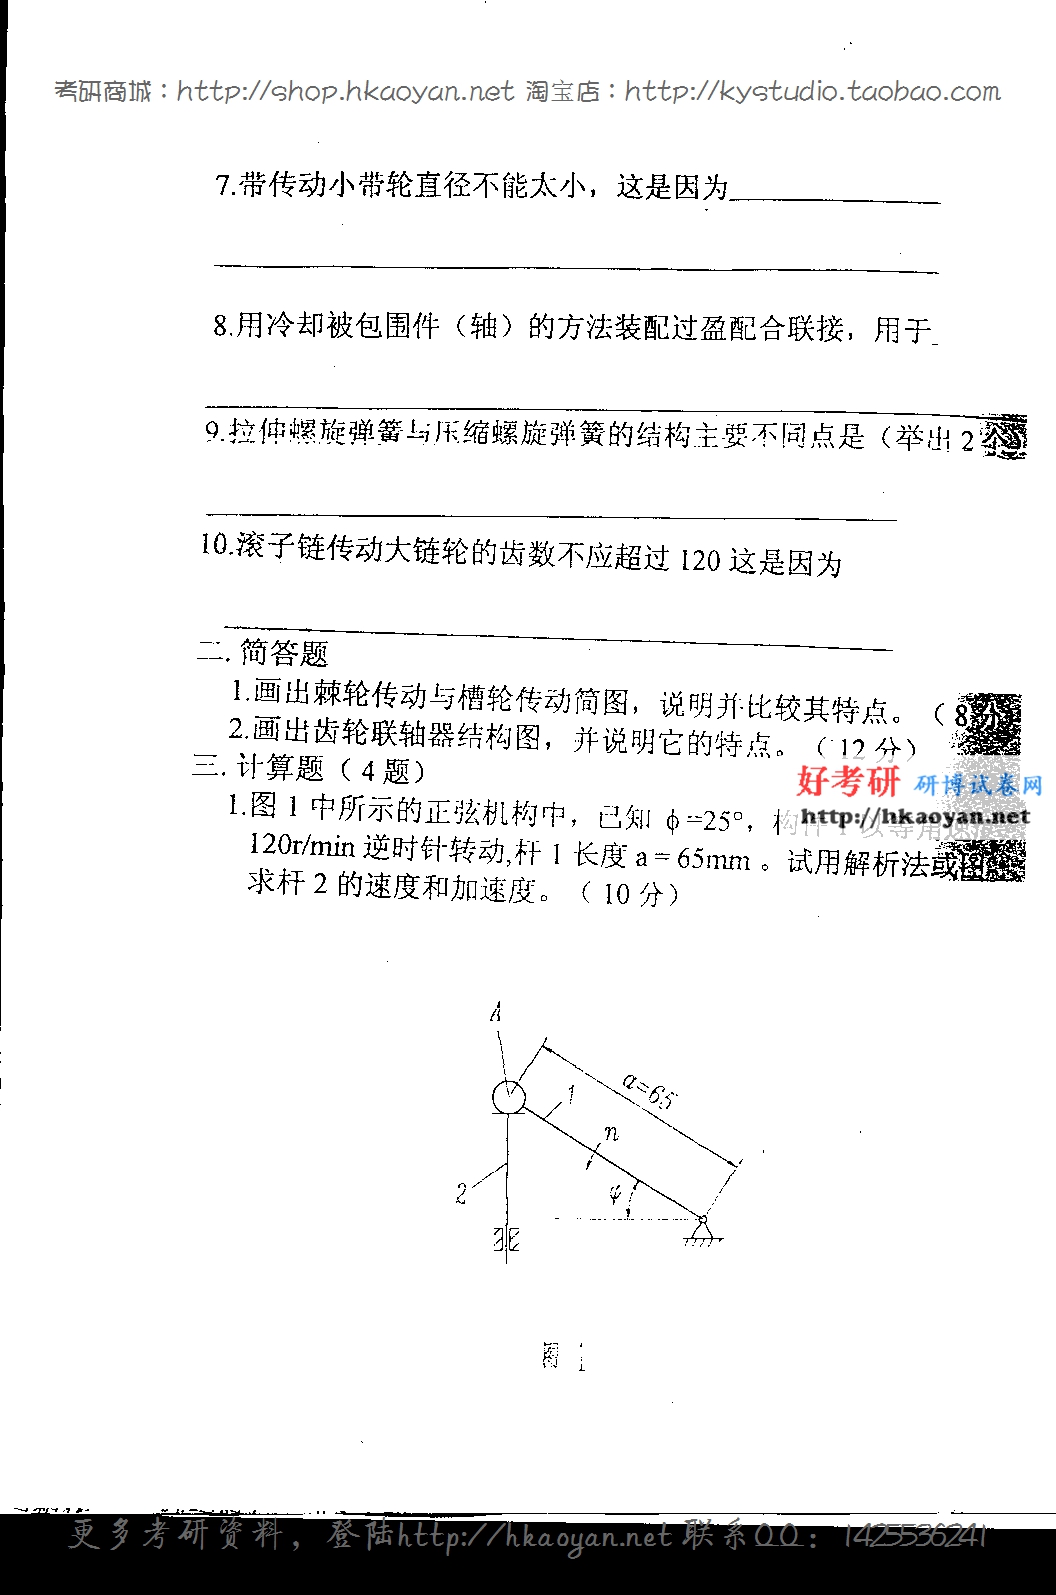 考研商城：http://shop.hkaoyan.net 淘宝店：http://kystudio.taobao.com
7.带传动小带轮直径不能太小，这是因为
8.用冷却被包围件（轴）的方法装配过盈配合联接，用于
9.拉伸螺旋弹簧与压缩螺旋弹簧的结构主要不同点是（举出 2 个）
10.滚子链传动大链轮的齿数不应超过 120 这是因为
二. 简答题
1.画出棘轮传动与槽轮传动简图，说明并比较其特点。（8 分）
2.画出齿轮联轴器结构图，并说明它的特点。（12 分）
三. 计算题（4 题）
好考研 研博试卷网
1.图 1 中所示的正弦机构中，已知 φ=25°，构件 1 以等角速
http://hkaoyan.net
120r/min 逆时针转动,杆 1 长度 a = 65mm 。试用解析法或图
求杆 2 的速度和加速度。（10 分）
A
a=65
1
n
2
φ
图 1
更多考研资料，登陆http://hkaoyan.net 联系QQ：1425536241